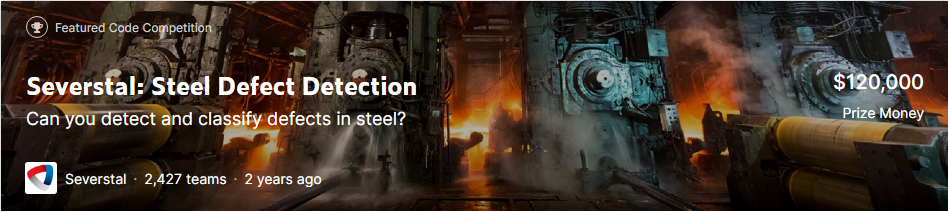 Featured Code Competition
Severstal: Steel Defect Detection
$120,000
Can you detect and classify defects in steel?
Prize Money
Severstal · 2,427 teams · 2 years ago